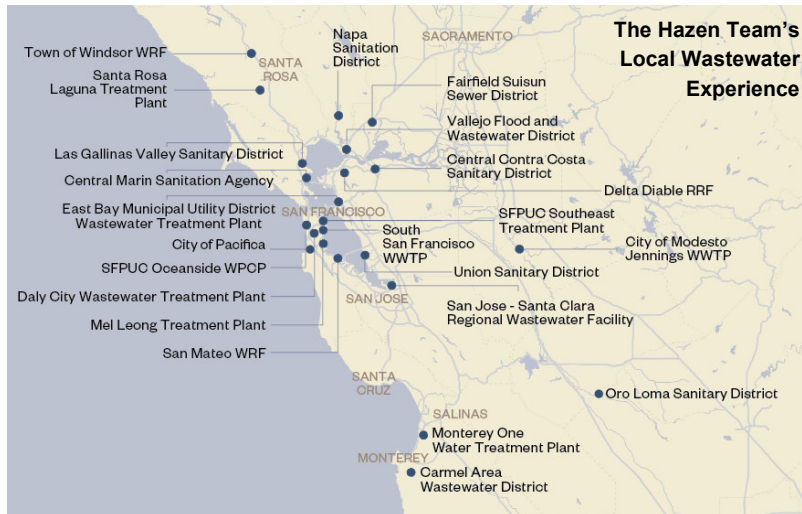 The Hazen Team's
Local Wastewater
Experience
Napa
Sanitation
District
SACRAMENTO
Town of Windsor WRF
SANTA
ROSA
Santa Rosa
Laguna Treatment
Plant
Fairfield Suisun
Sewer District
Vallejo Flood and
Wastewater District
Las Gallinas Valley Sanitary District
Central Contra Costa
Sanitary District
Central Marin Sanitation Agency
Delta Diable RRF
East Bay Municipal Utility District
Wastewater Treatment Plant
SAN FRANCISCO
SFPUC Southeast
Treatment Plant
South
San Francisco
WWTP
City of Pacifica
City of Modesto
Jennings WWTP
SFPUC Oceanside WPCP
Union Sanitary District
Daly City Wastewater Treatment Plant
SAN JOSE
San Jose - Santa Clara
Regional Wastewater Facility
Mel Leong Treatment Plant
San Mateo WRF
SANTA
CRUZ
Oro Loma Sanitary District
SALINAS
Monterey One
Water Treatment Plant
MONTEREY
Carmel Area
Wastewater District